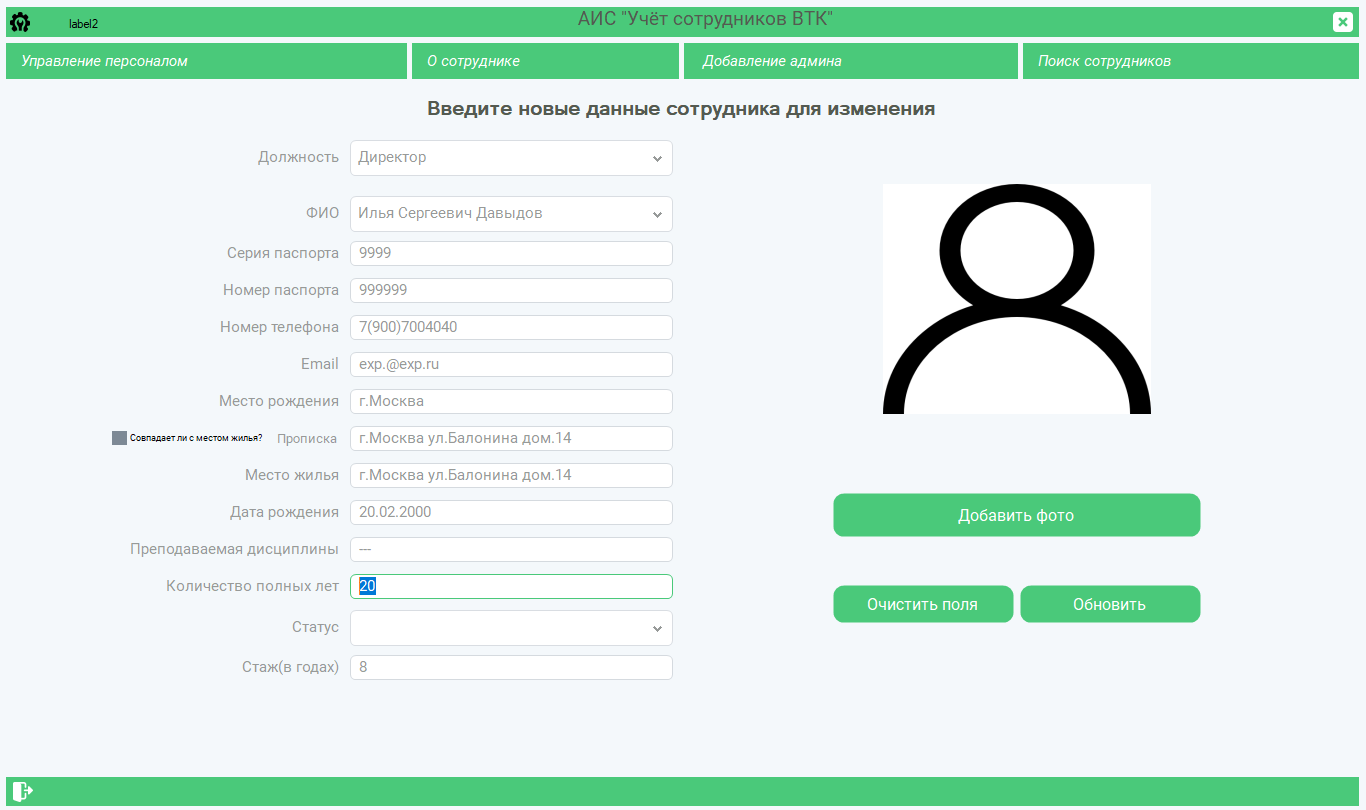 label2
АИС "Учёт сотрудников ВТК"
Управление персоналом
О сотруднике
Добавление админа
Поиск сотрудников
Введите новые данные сотрудника для изменения
Должность Директор
ФИО Илья Сергеевич Давыдов
Серия паспорта 9999
Номер паспорта 999999
Номер телефона 7(900)7004040
Email exp.@exp.ru
Место рождения г.Москва
Совпадает ли с местом жилья? Прописка г.Москва ул.Балонина дом.14
Место жилья г.Москва ул.Балонина дом.14
Дата рождения 20.02.2000
Преподаваемая дисциплины ---
Количество полных лет 20
Статус
Стаж(в годах) 8
Добавить фото
Очистить поля
Обновить